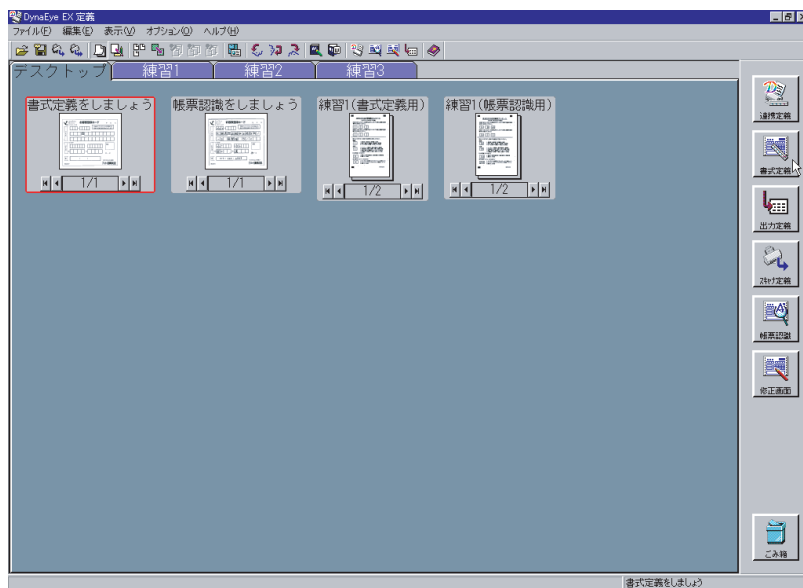 DynaEye EX 定義
ファイル(F) 編集(E) 表示(V) オプション(O) ヘルプ(H)
デスクトップ 練習1 練習2 練習3
書式定義をしましょう 帳票認識をしましょう 練習1(書式定義用) 練習1(帳票認識用)
1/1 1/1 1/2 1/2
連携定義
書式定義
出力定義
スキャナ定義
帳票認識
修正画面
ごみ箱
書式定義をしましょう